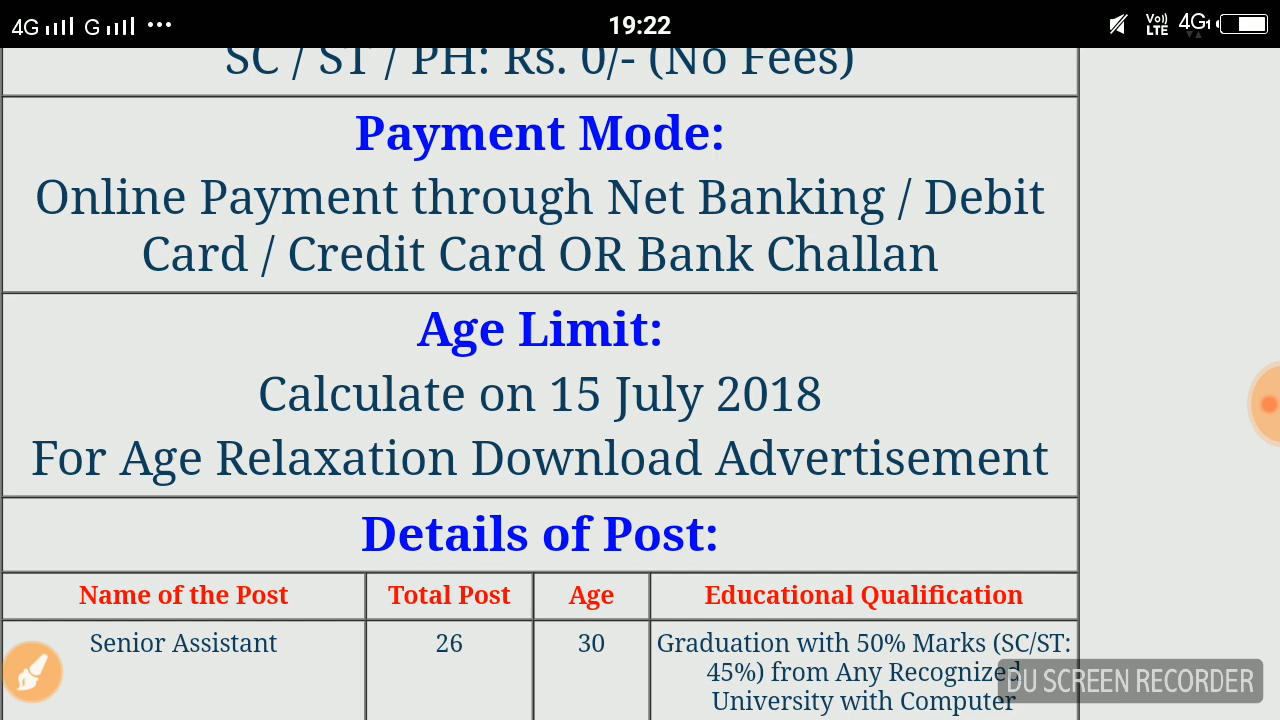 4G G ••• 19:22 Vo)) LTE 4G1
SC / ST / PH: Rs. 0/- (No Fees)
Payment Mode:
Online Payment through Net Banking / Debit
Card / Credit Card OR Bank Challan
Age Limit:
Calculate on 15 July 2018
For Age Relaxation Download Advertisement
Details of Post:
Name of the Post Total Post Age Educational Qualification
Senior Assistant 26 30 Graduation with 50% Marks (SC/ST:
45%) from Any Recognized
University with Computer
DU SCREEN RECORDER